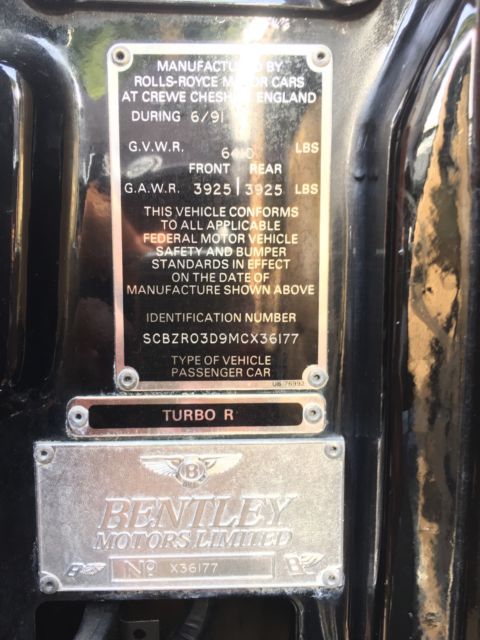 MANUFACTURED BY
ROLLS-ROYCE MOTOR CARS
AT CREWE CHESHIRE ENGLAND
DURING 6/91
G.V.W.R. 6410 LBS
FRONT REAR
G.A.W.R. 3925 3925 LBS
THIS VEHICLE CONFORMS
TO ALL APPLICABLE
FEDERAL MOTOR VEHICLE
SAFETY AND BUMPER
STANDARDS IN EFFECT
ON THE DATE OF
MANUFACTURE SHOWN ABOVE
IDENTIFICATION NUMBER
SCBZR03D9MCX36177
TYPE OF VEHICLE
PASSENGER CAR
UB 76992
TURBO R
B
BENTLEY
MOTORS LIMITED
B Nº X36177 B